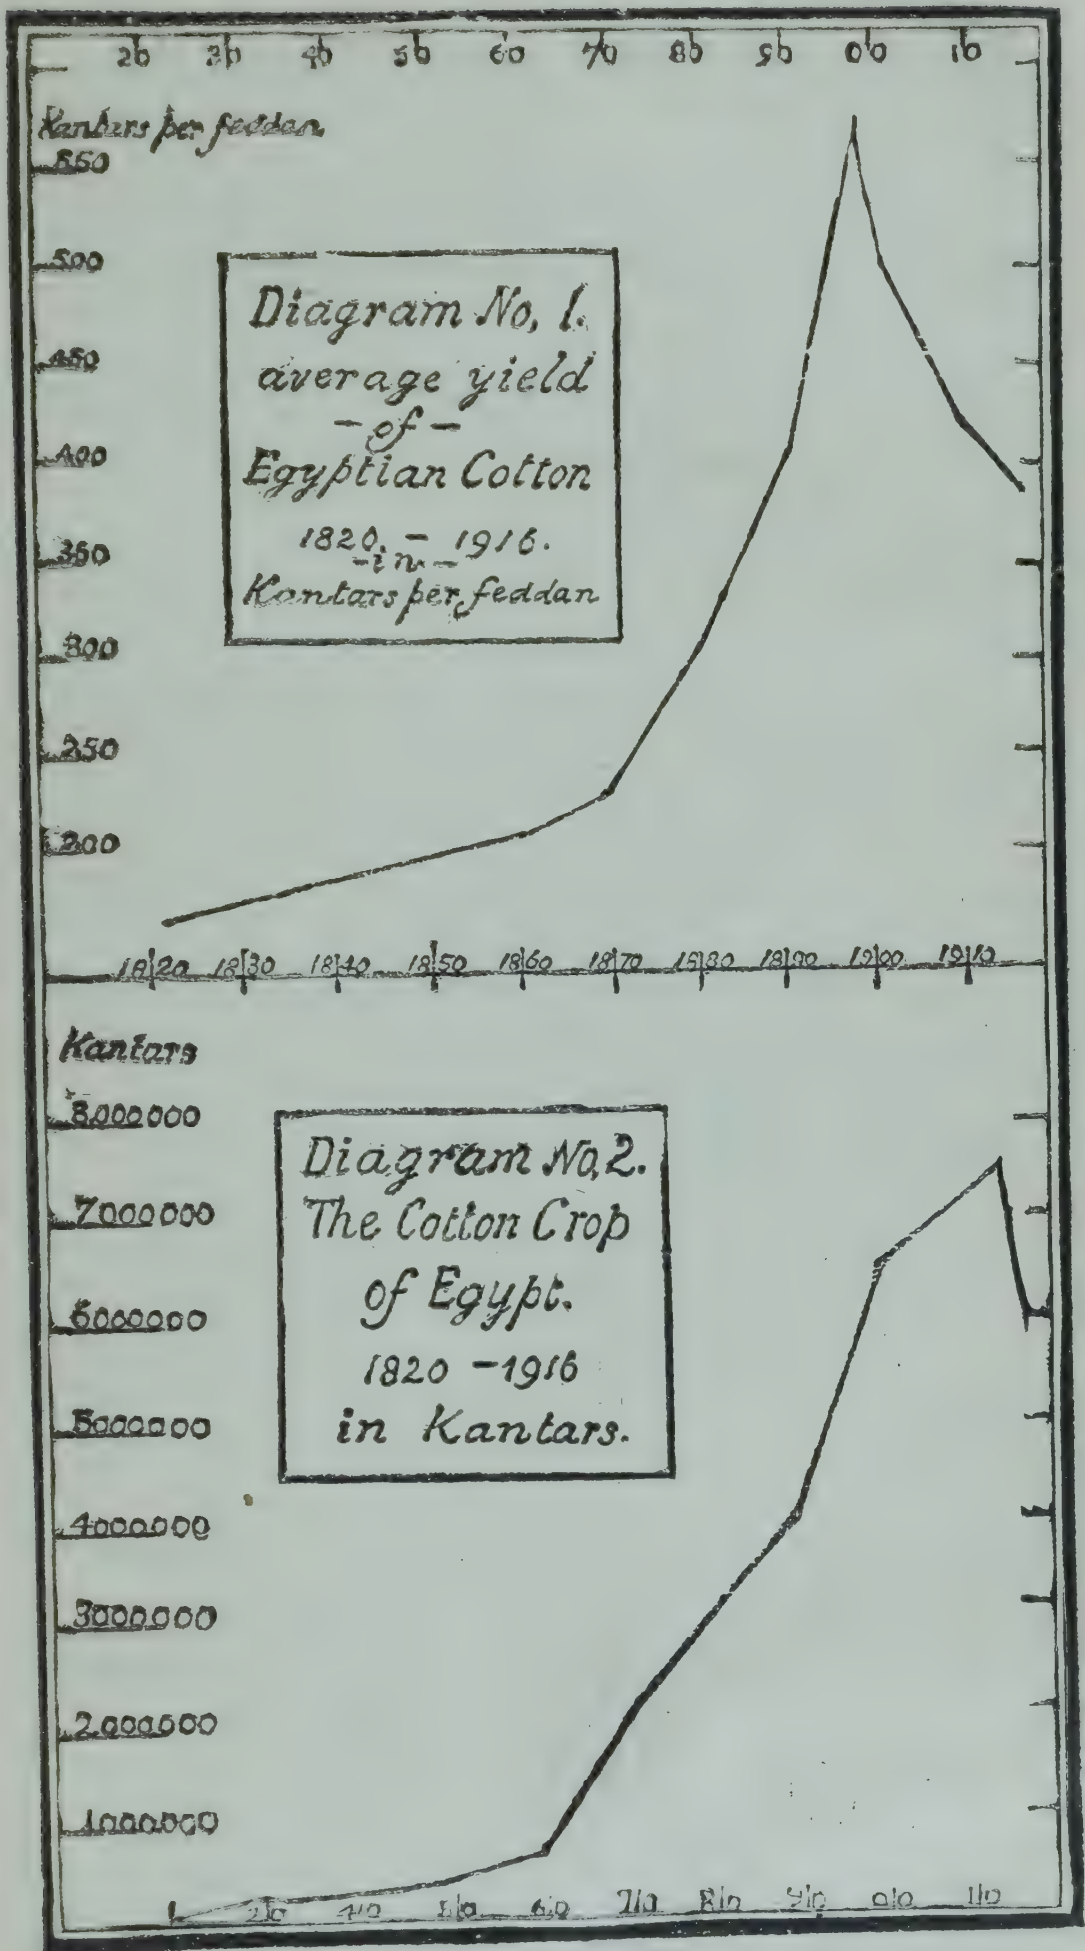 20 30 40 50 60 70 80 90 00 10
Kantars per feddan
550
500
450
400
350
300
250
200
Diagram No, 1.
average yield
- of -
Egyptian Cotton
1820 - 1916.
- in -
Kantars per feddan
1820 1830 1840 1850 1860 1870 1880 1890 1900 1910
Kantars
8000000
7000000
6000000
5000000
4000000
3000000
2000000
1000000
Diagram No, 2.
The Cotton Crop
of Egypt.
1820 - 1916
in Kantars.
20 40 50 60 70 80 90 00 10